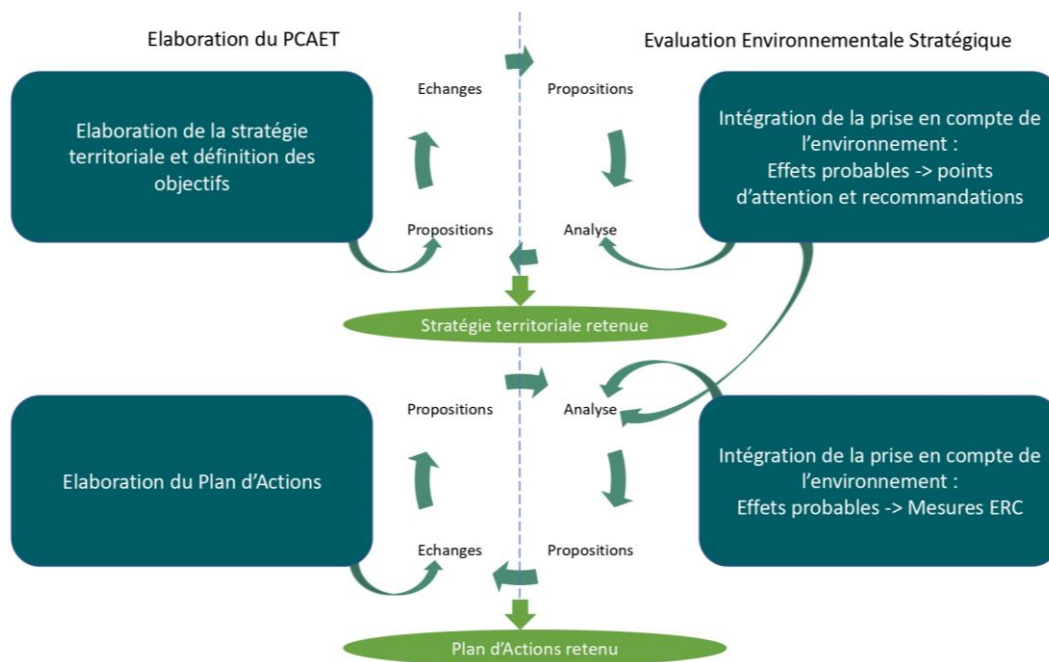 Elaboration du PCAET
Evaluation Environnementale Stratégique
Elaboration de la stratégie
territoriale et définition des
objectifs
Echanges
Propositions
Propositions
Analyse
Intégration de la prise en compte de
l’environnement :
Effets probables -> points
d’attention et recommandations
Stratégie territoriale retenue
Elaboration du Plan d’Actions
Propositions
Analyse
Echanges
Propositions
Intégration de la prise en compte de
l’environnement :
Effets probables -> Mesures ERC
Plan d’Actions retenu